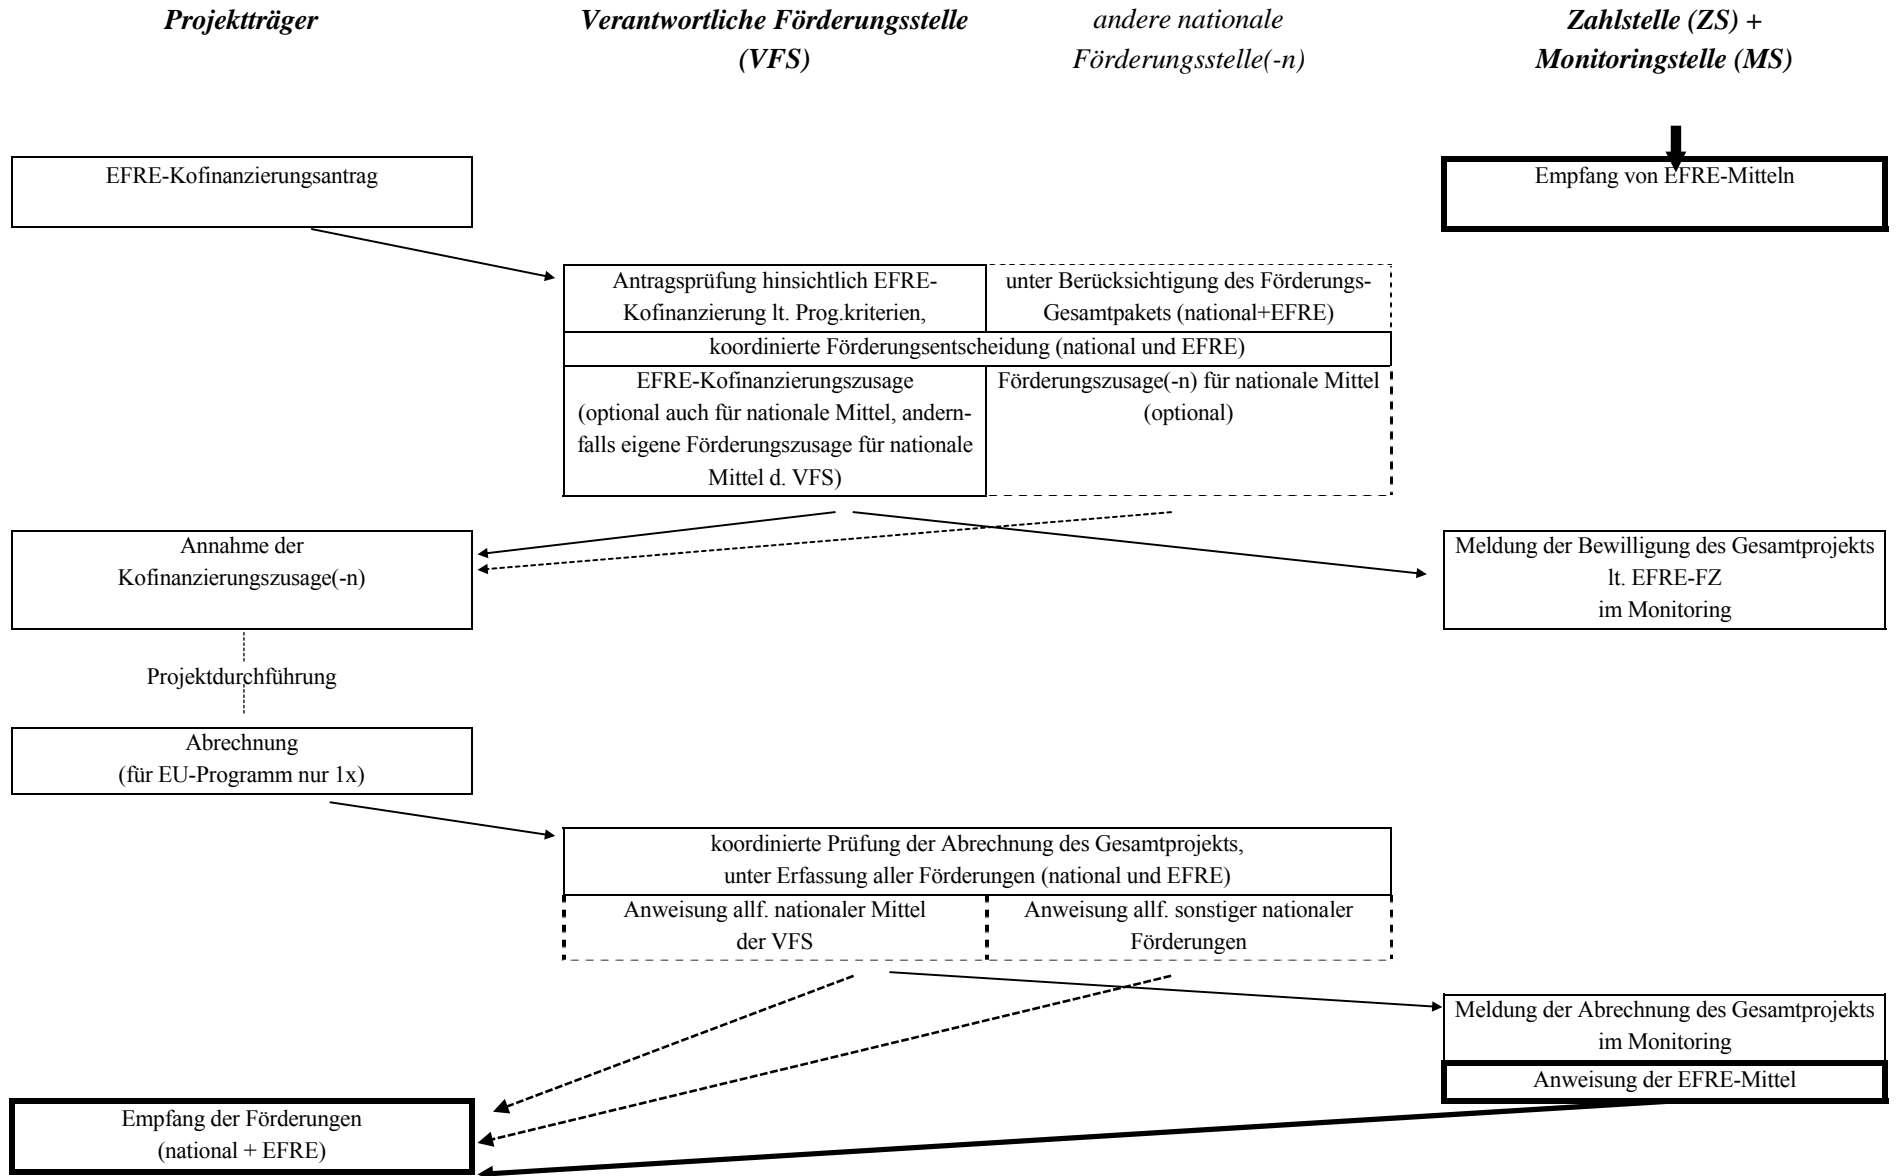 Projektträger
Verantwortliche Förderungsstelle
(VFS)
andere nationale
Förderungsstelle(-n)
Zahlstelle (ZS) +
Monitoringstelle (MS)
EFRE-Kofinanzierungsantrag
Empfang von EFRE-Mitteln
Antragsprüfung hinsichtlich EFRE-
Kofinanzierung lt. Prog.kriterien,
unter Berücksichtigung des Förderungs-
Gesamtpakets (national+EFRE)
koordinierte Förderungsentscheidung (national und EFRE)
EFRE-Kofinanzierungszusage
(optional auch für nationale Mittel, andern-
falls eigene Förderungszusage für nationale
Mittel d. VFS)
Förderungszusage(-n) für nationale Mittel
(optional)
Annahme der
Kofinanzierungszusage(-n)
Meldung der Bewilligung des Gesamtprojekts
lt. EFRE-FZ
im Monitoring
Projektdurchführung
Abrechnung
(für EU-Programm nur 1x)
koordinierte Prüfung der Abrechnung des Gesamtprojekts,
unter Erfassung aller Förderungen (national und EFRE)
Anweisung allf. nationaler Mittel
der VFS
Anweisung allf. sonstiger nationaler
Förderungen
Meldung der Abrechnung des Gesamtprojekts
im Monitoring
Anweisung der EFRE-Mittel
Empfang der Förderungen
(national + EFRE)